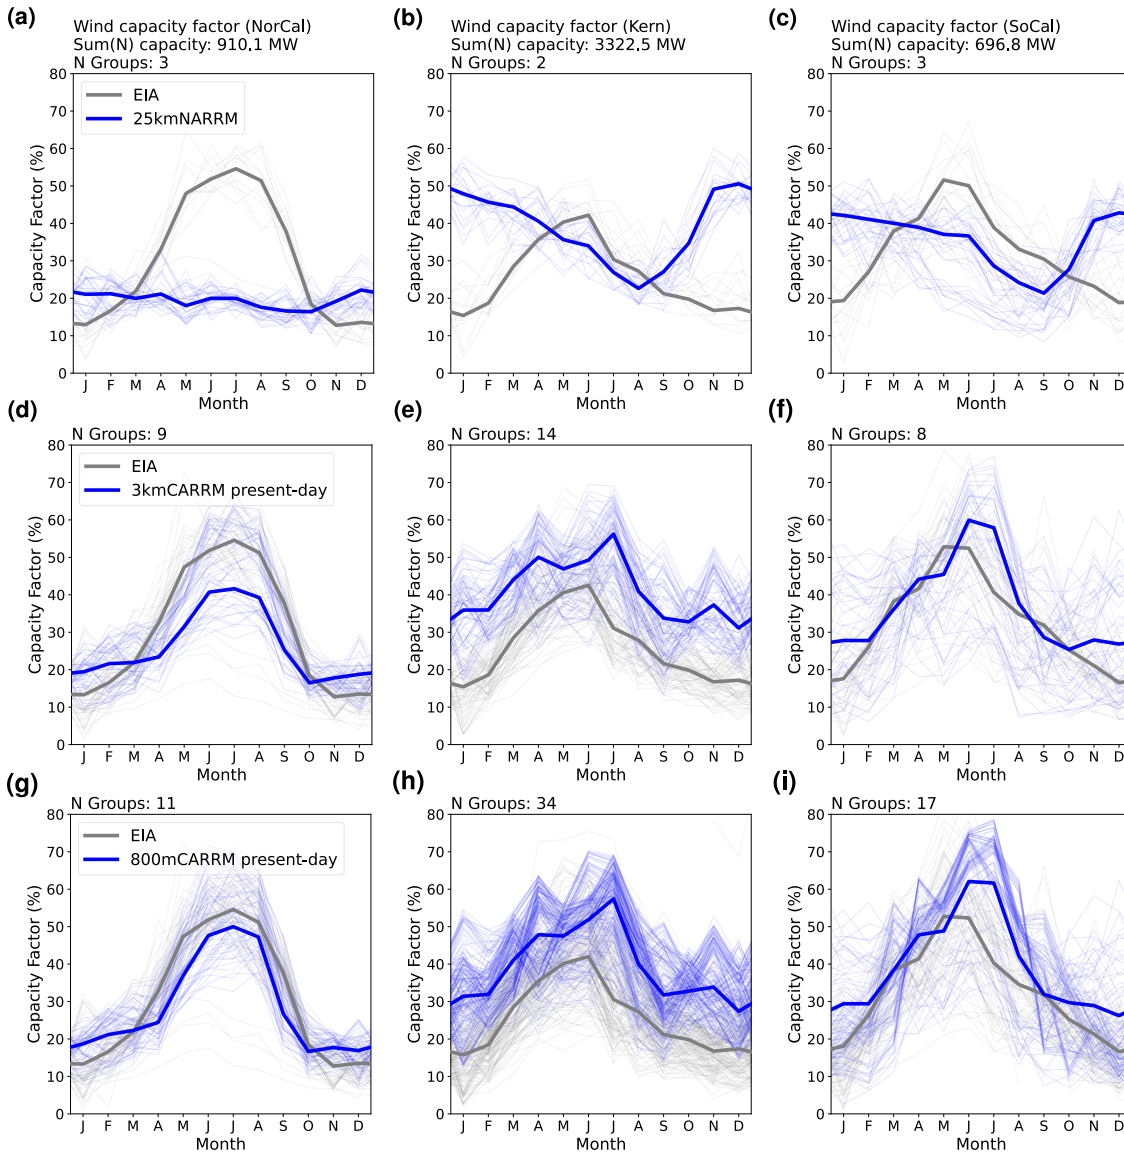 (a)
Wind capacity factor (NorCal)
Sum(N) capacity: 910.1 MW
N Groups: 3
EIA
25kmNARRM
Capacity Factor (%)
80
70
60
50
40
30
20
10
0
J F M A M J J A S O N D
Month
(b)
Wind capacity factor (Kern)
Sum(N) capacity: 3322.5 MW
N Groups: 2
Capacity Factor (%)
80
70
60
50
40
30
20
10
0
J F M A M J J A S O N D
Month
(c)
Wind capacity factor (SoCal)
Sum(N) capacity: 696.8 MW
N Groups: 3
Capacity Factor (%)
80
70
60
50
40
30
20
10
0
J F M A M J J A S O N D
Month
(d)
N Groups: 9
EIA
3kmCARRM present-day
Capacity Factor (%)
80
70
60
50
40
30
20
10
0
J F M A M J J A S O N D
Month
(e)
N Groups: 14
Capacity Factor (%)
80
70
60
50
40
30
20
10
0
J F M A M J J A S O N D
Month
(f)
N Groups: 8
Capacity Factor (%)
80
70
60
50
40
30
20
10
0
J F M A M J J A S O N D
Month
(g)
N Groups: 11
EIA
800mCARRM present-day
Capacity Factor (%)
80
70
60
50
40
30
20
10
0
J F M A M J J A S O N D
Month
(h)
N Groups: 34
Capacity Factor (%)
80
70
60
50
40
30
20
10
0
J F M A M J J A S O N D
Month
(i)
N Groups: 17
Capacity Factor (%)
80
70
60
50
40
30
20
10
0
J F M A M J J A S O N D
Month